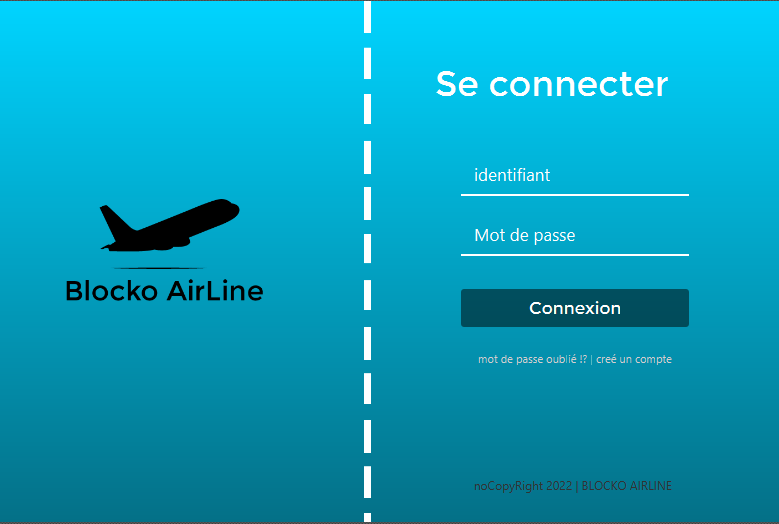 Blocko AirLine
Se connecter
identifiant
Mot de passe
Connexion
mot de passe oublié !? | creé un compte
noCopyRight 2022 | BLOCKO AIRLINE